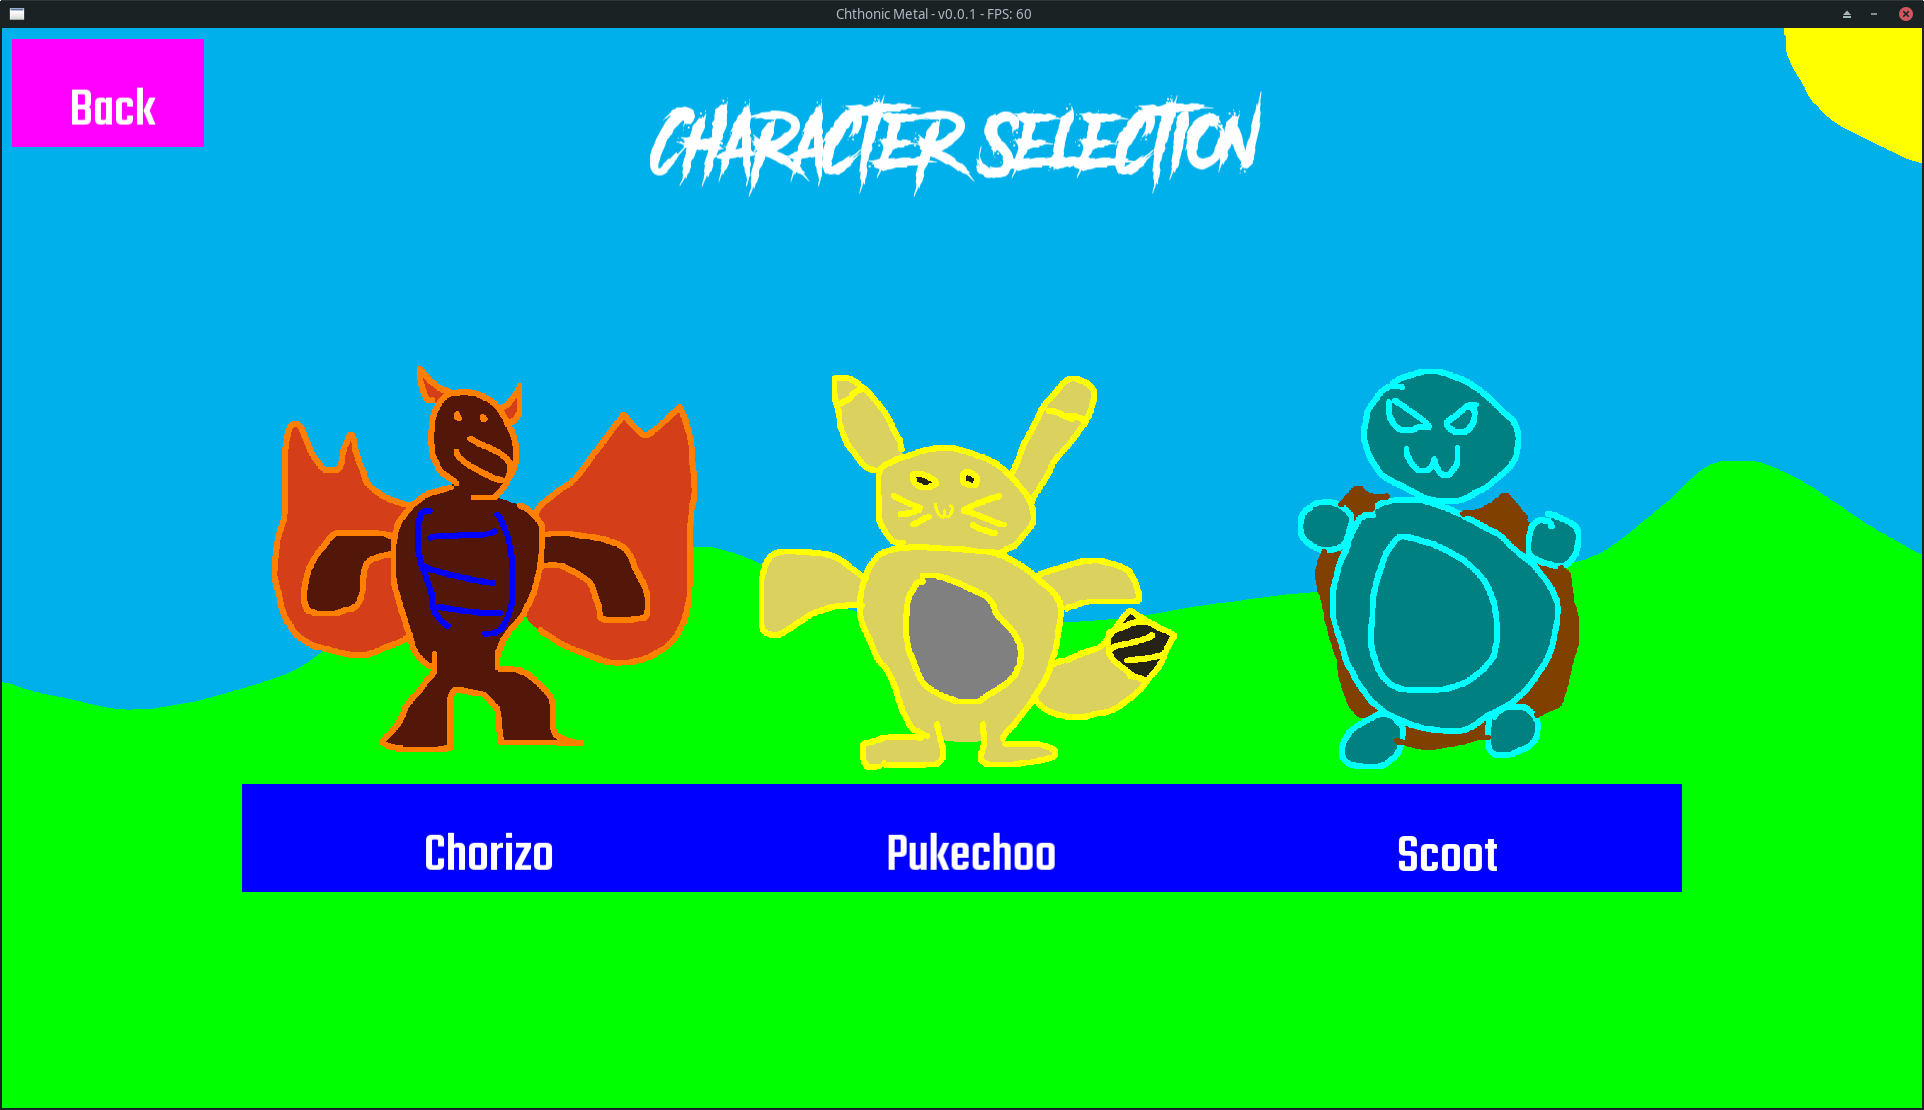 Chthonic Metal - v0.0.1 - FPS: 60
Back
CHARACTER SELECTION
Chorizo Pukechoo Scoot